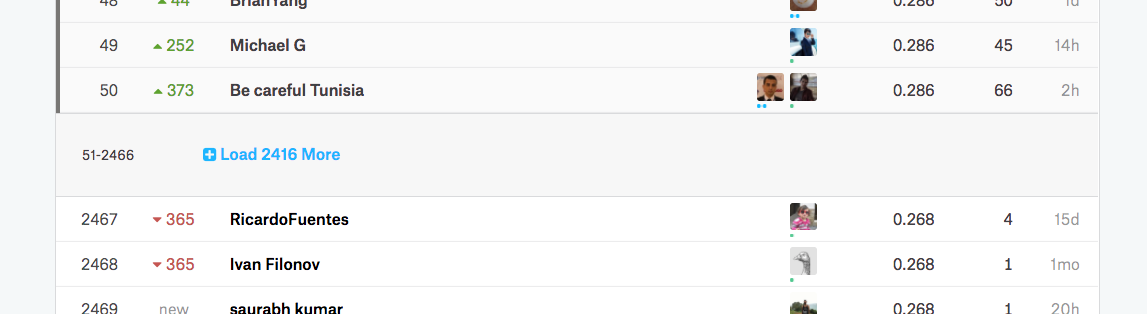 48 44 BrianYang 0.286 50 1d
49 252 Michael G 0.286 45 14h
50 373 Be careful Tunisia 0.286 66 2h
51-2466 Load 2416 More
2467 365 RicardoFuentes 0.268 4 15d
2468 365 Ivan Filonov 0.268 1 1mo
2469 new saurabh kumar 0.268 1 20h